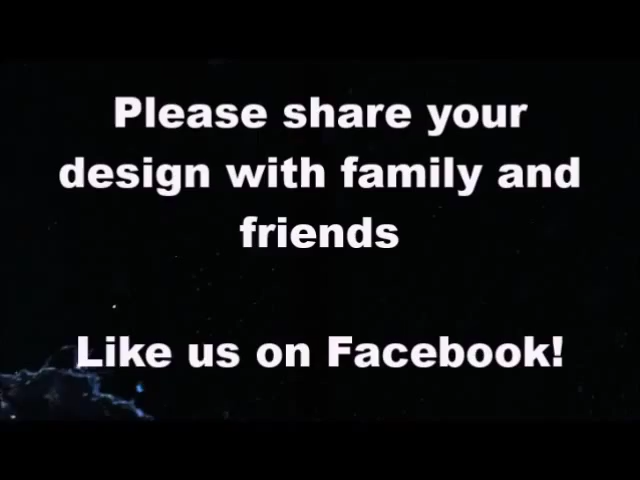 Please share your
design with family and
friends
Like us on Facebook!